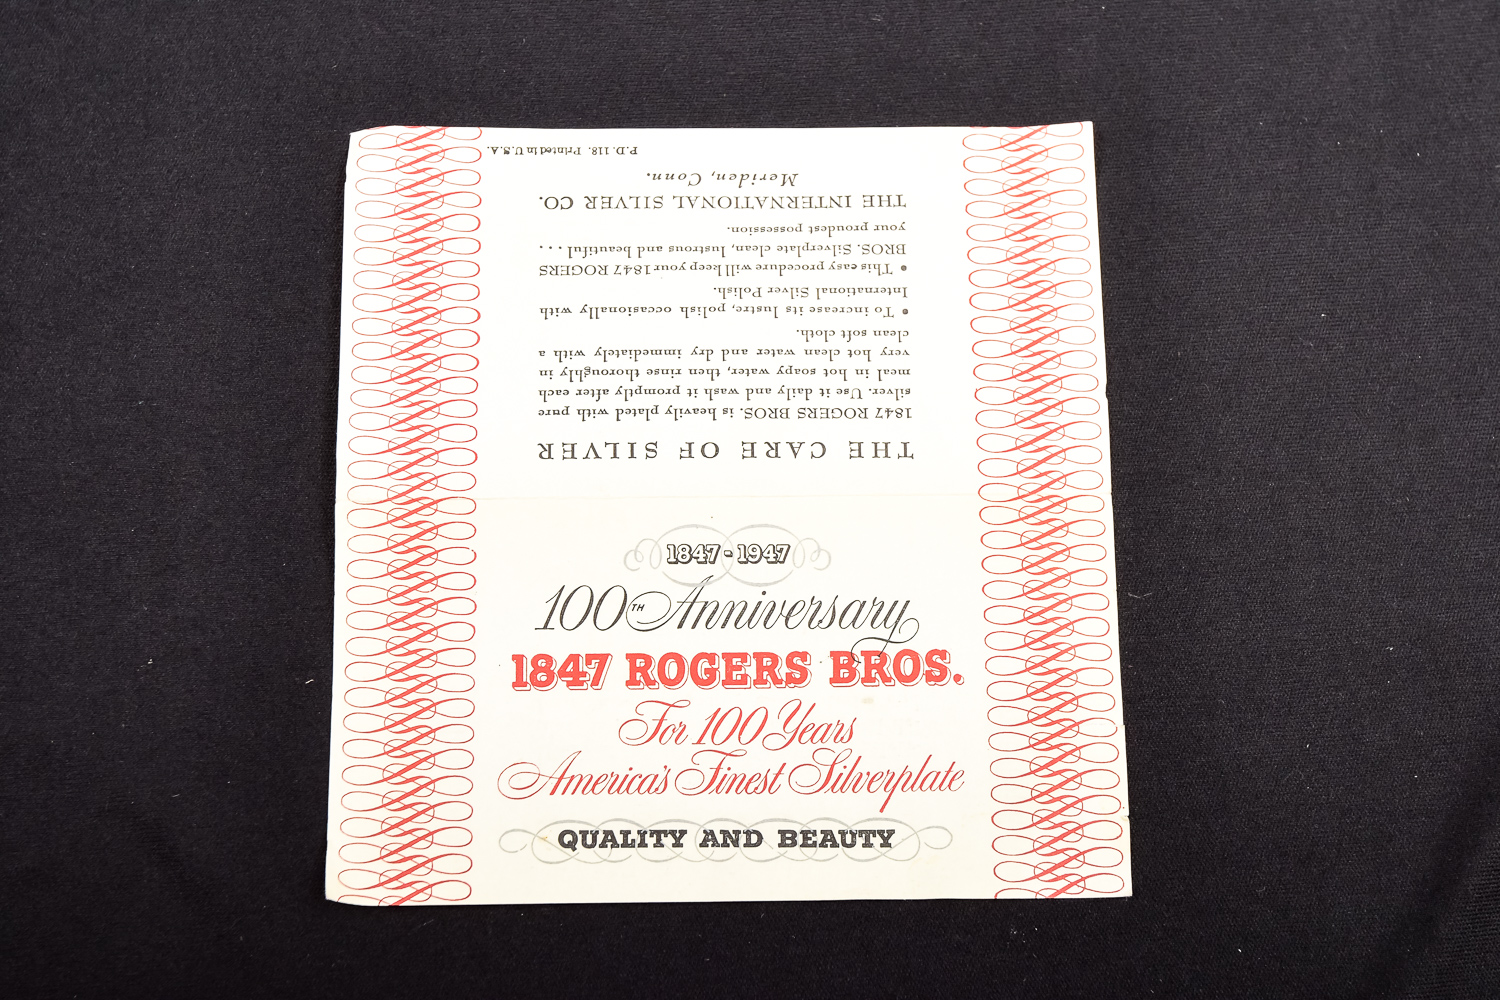 1847 - 1947
100TH Anniversary
1847 ROGERS BROS.
For 100 Years
America's Finest Silverplate
QUALITY AND BEAUTY
THE CARE OF SILVER
1847 ROGERS BROS. is heavily plated with pure
silver. Use it daily and wash it promptly after each
meal in hot soapy water, then rinse thoroughly in
very hot clean water and dry immediately with a
clean soft cloth.
• To increase its lustre, polish occasionally with
International Silver Polish.
• This easy procedure will keep your 1847 ROGERS
BROS. Silverplate clean, lustrous and beautiful . . .
your proudest possession.
THE INTERNATIONAL SILVER CO.
Meriden, Conn.
P.D. 118. Printed in U.S.A.